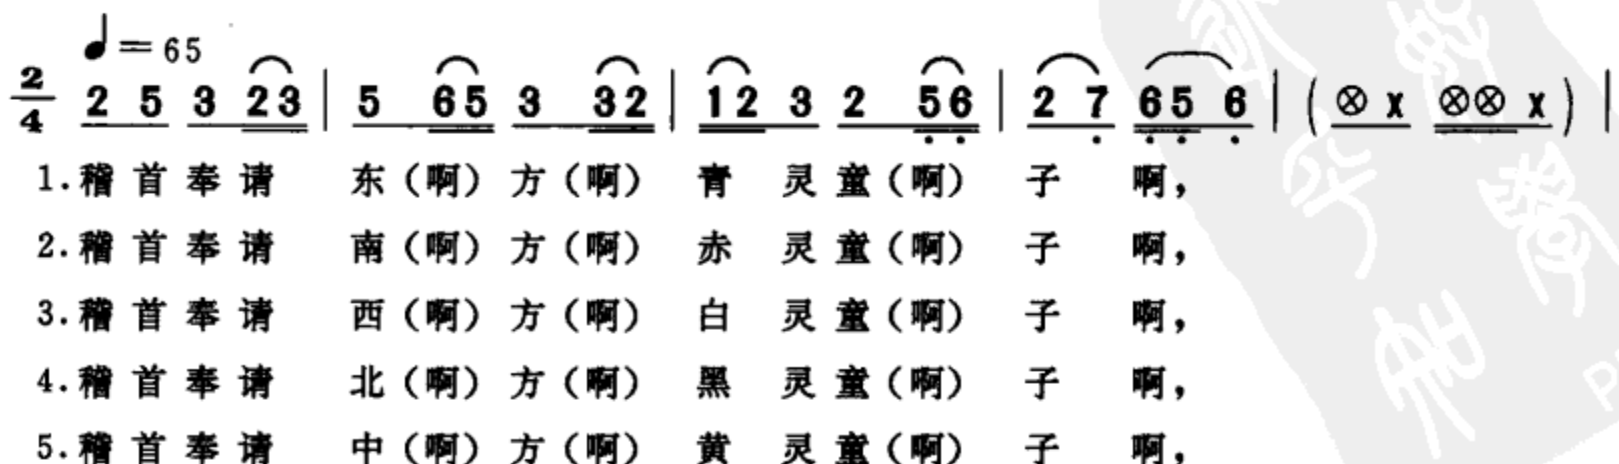 ♩= 65
2/4 2 5 3 23 | 5 65 3 32 | 12 3 2 56 | 2 7 65 6 | (⊗ x ⊗⊗ x) |
1.稽首奉请 东(啊)方(啊) 青 灵童(啊) 子 啊,
2.稽首奉请 南(啊)方(啊) 赤 灵童(啊) 子 啊,
3.稽首奉请 西(啊)方(啊) 白 灵童(啊) 子 啊,
4.稽首奉请 北(啊)方(啊) 黑 灵童(啊) 子 啊,
5.稽首奉请 中(啊)方(啊) 黄 灵童(啊) 子 啊,